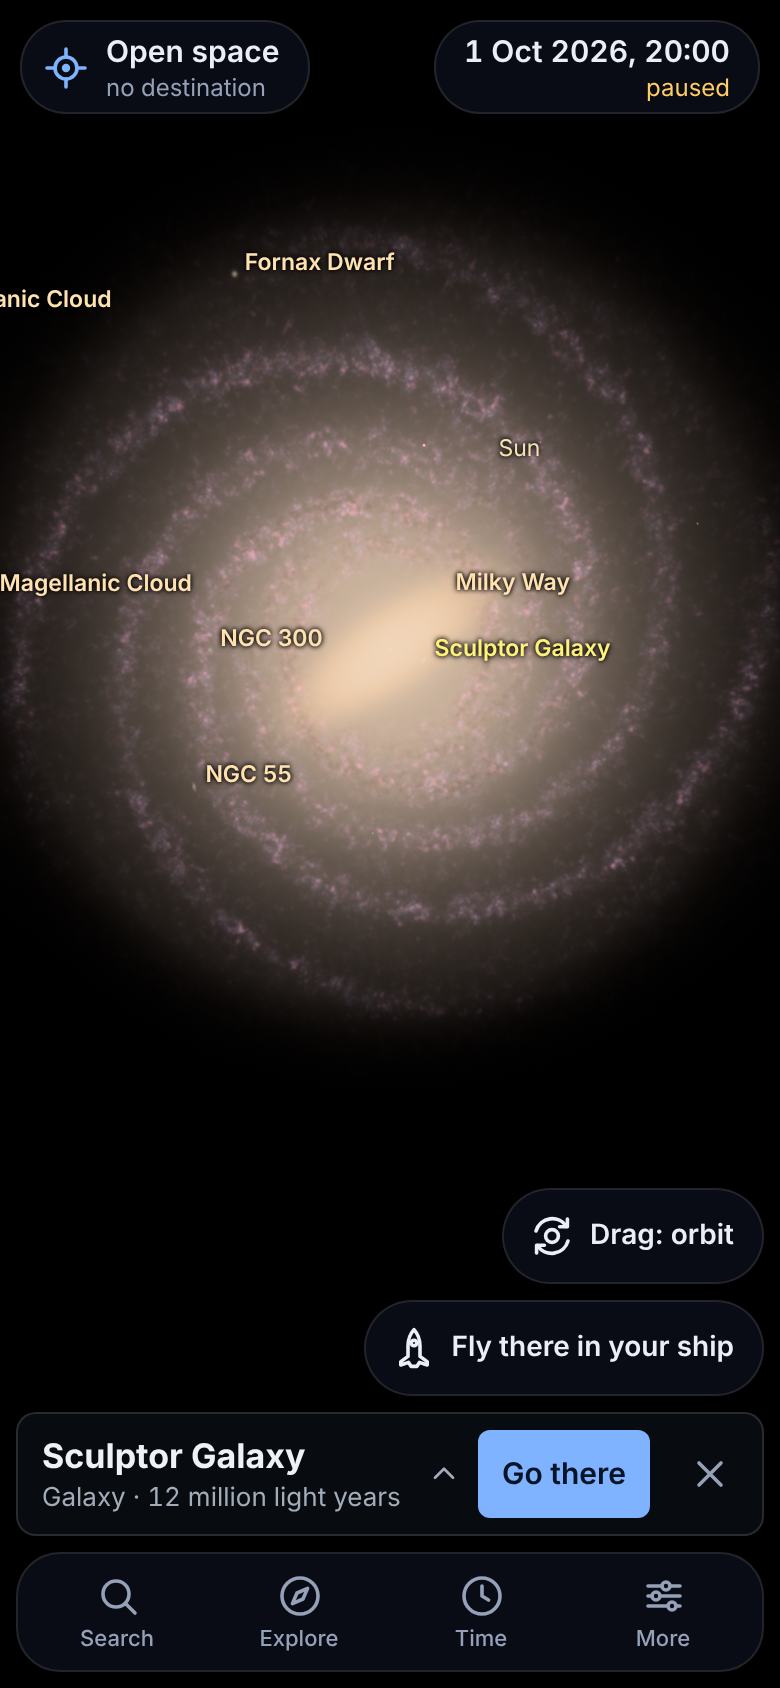 Open space
no destination
1 Oct 2026, 20:00
paused
Fornax Dwarf
anic Cloud
Sun
Magellanic Cloud
Milky Way
NGC 300
Sculptor Galaxy
NGC 55
Drag: orbit
Fly there in your ship
Sculptor Galaxy
Galaxy · 12 million light years
Go there
Search
Explore
Time
More